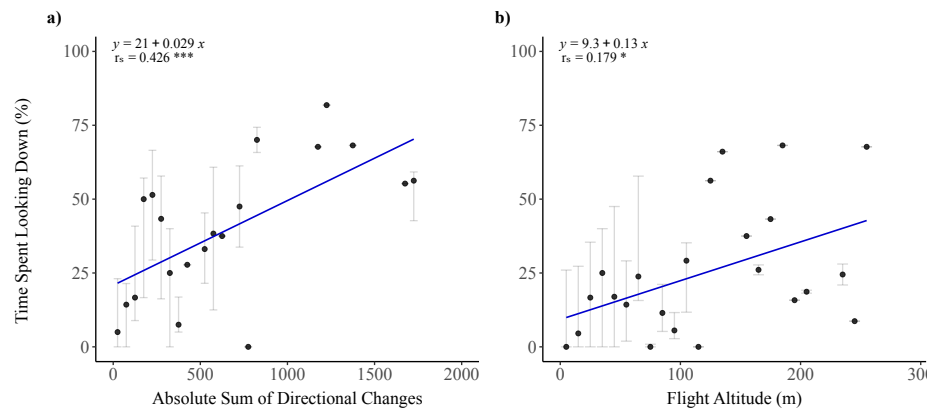 a)
y = 21 + 0.029 x
rₛ = 0.426 ***
100
75
50
25
0
Time Spent Looking Down (%)
0 500 1000 1500 2000
Absolute Sum of Directional Changes
b)
y = 9.3 + 0.13 x
rₛ = 0.179 *
100
75
50
25
0
0 100 200 300
Flight Altitude (m)